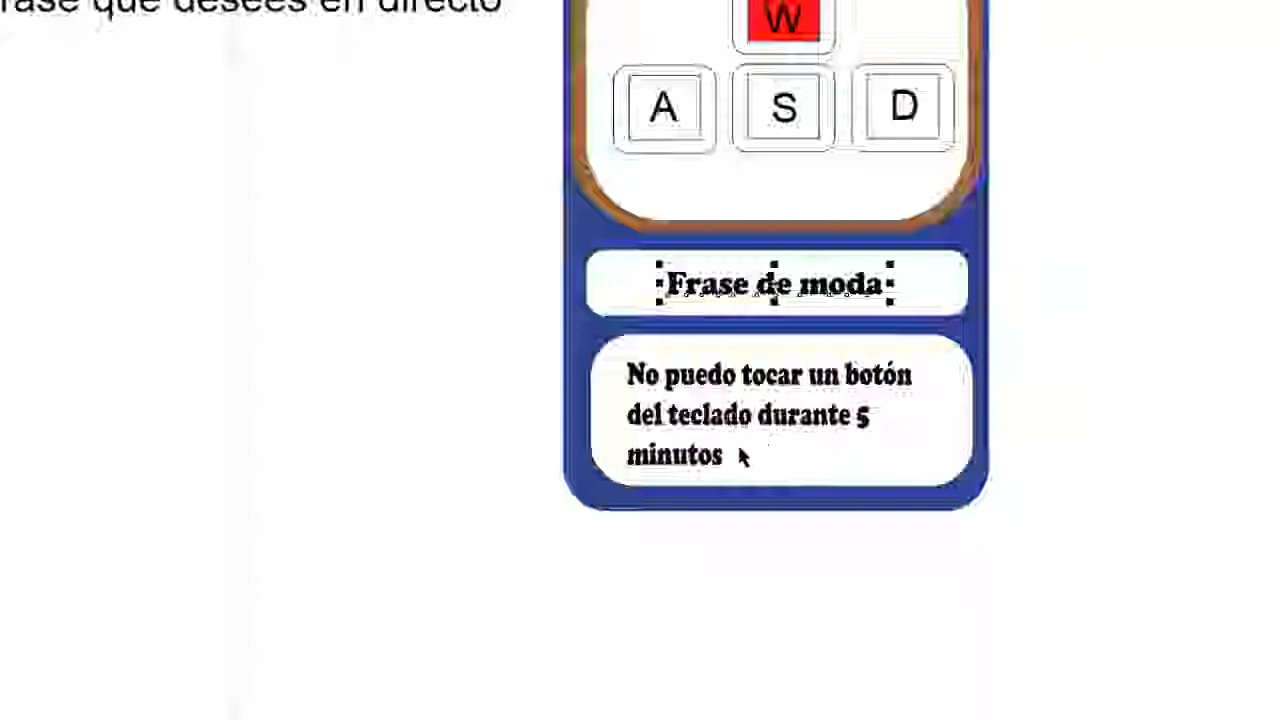 frase que desees en directo
W
A S D
Frase de moda
No puedo tocar un botón
del teclado durante 5
minutos